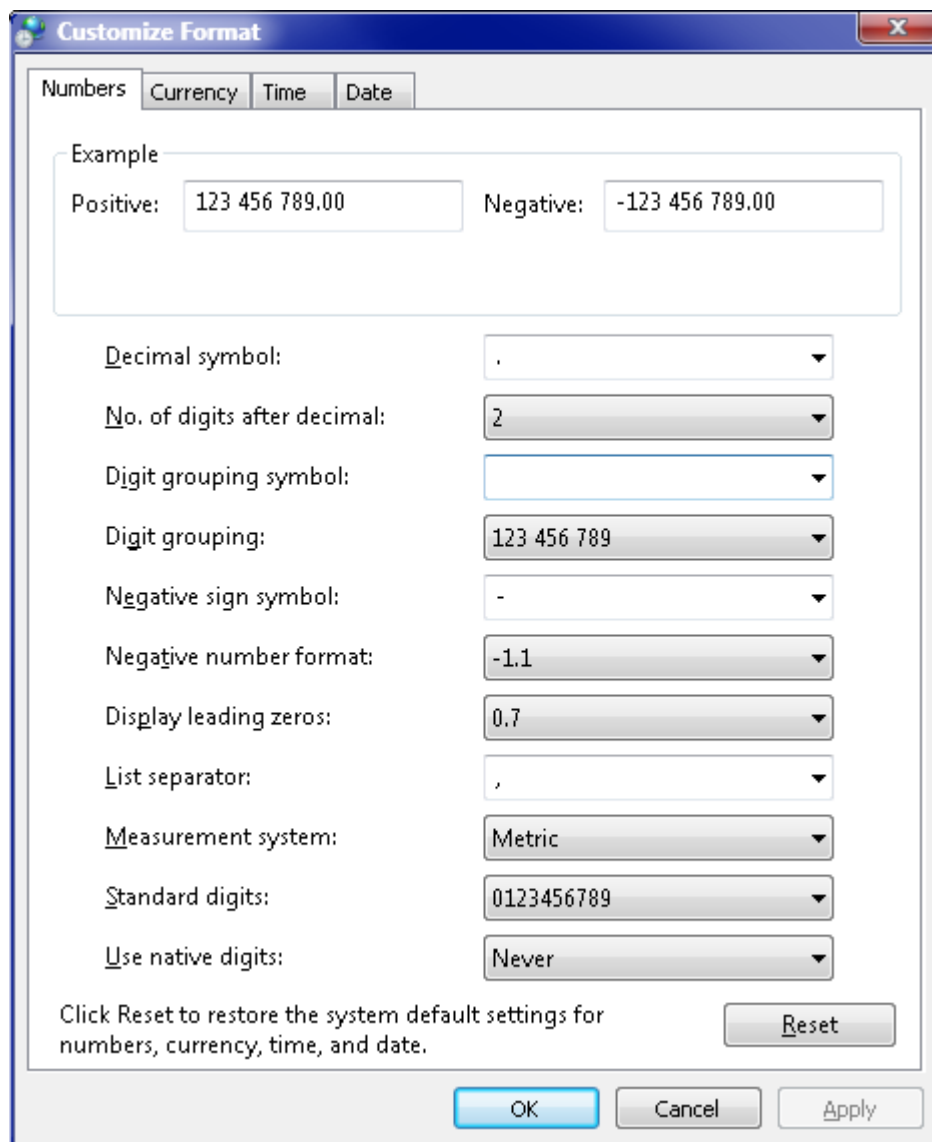 Customize Format
Numbers Currency Time Date
Example
Positive: 123 456 789.00 Negative: -123 456 789.00
Decimal symbol: .
No. of digits after decimal: 2
Digit grouping symbol:
Digit grouping: 123 456 789
Negative sign symbol: -
Negative number format: -1.1
Display leading zeros: 0.7
List separator: ,
Measurement system: Metric
Standard digits: 0123456789
Use native digits: Never
Click Reset to restore the system default settings for
numbers, currency, time, and date.
Reset
OK Cancel Apply